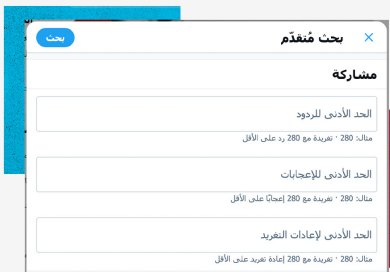 بحث مُتقدّم
بحث
مشاركة
الحد الأدنى للردود
مثال: 280 · تغريدة مع 280 رد على الأقل
الحد الأدنى للإعجابات
مثال: 280 · تغريدة مع 280 إعجابًا على الأقل
الحد الأدنى لإعادات التغريد
مثال: 280 · تغريدة مع 280 إعادة تغريد على الأقل